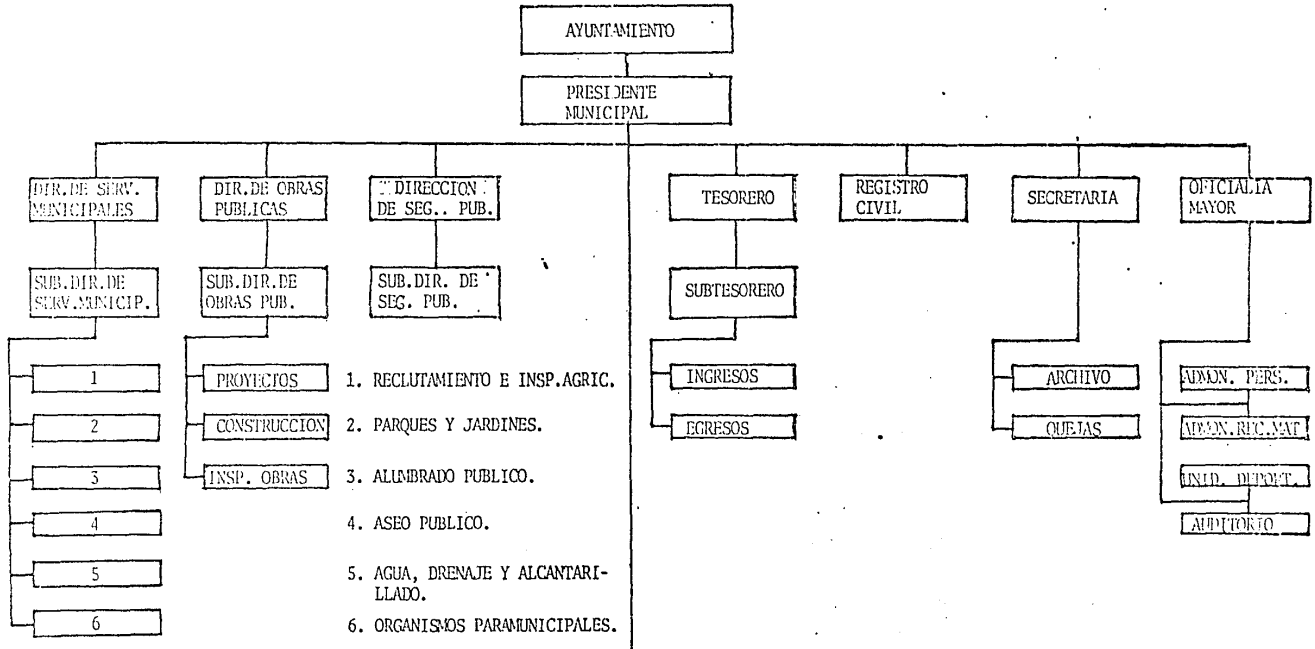 AYUNTAMIENTO
PRESIDENTE
MUNICIPAL
DIR.DE SERV.
MUNICIPALES
DIR.DE OBRAS
PUBLICAS
DIRECCION
DE SEG.. PUB.
TESORERO
REGISTRO
CIVIL
SECRETARIA
OFICIALIA
MAYOR
SUB.DIR.DE
SERV.MUNICIP.
SUB.DIR.DE
OBRAS PUB.
SUB.DIR. DE
SEG. PUB.
SUBTESORERO
1
2
3
4
5
6
PROYECTOS
CONSTRUCCION
INSP. OBRAS
1. RECLUTAMIENTO E INSP.AGRIC.
2. PARQUES Y JARDINES.
3. ALUMBRADO PUBLICO.
4. ASEO PUBLICO.
5. AGUA, DRENAJE Y ALCANTARI-
LLADO.
6. ORGANISMOS PARAMUNICIPALES.
INGRESOS
EGRESOS
ARCHIVO
QUEJAS
ADMON. PERS.
ADMON.REC.MAT
UNID. DEPORT.
AUDITORIO